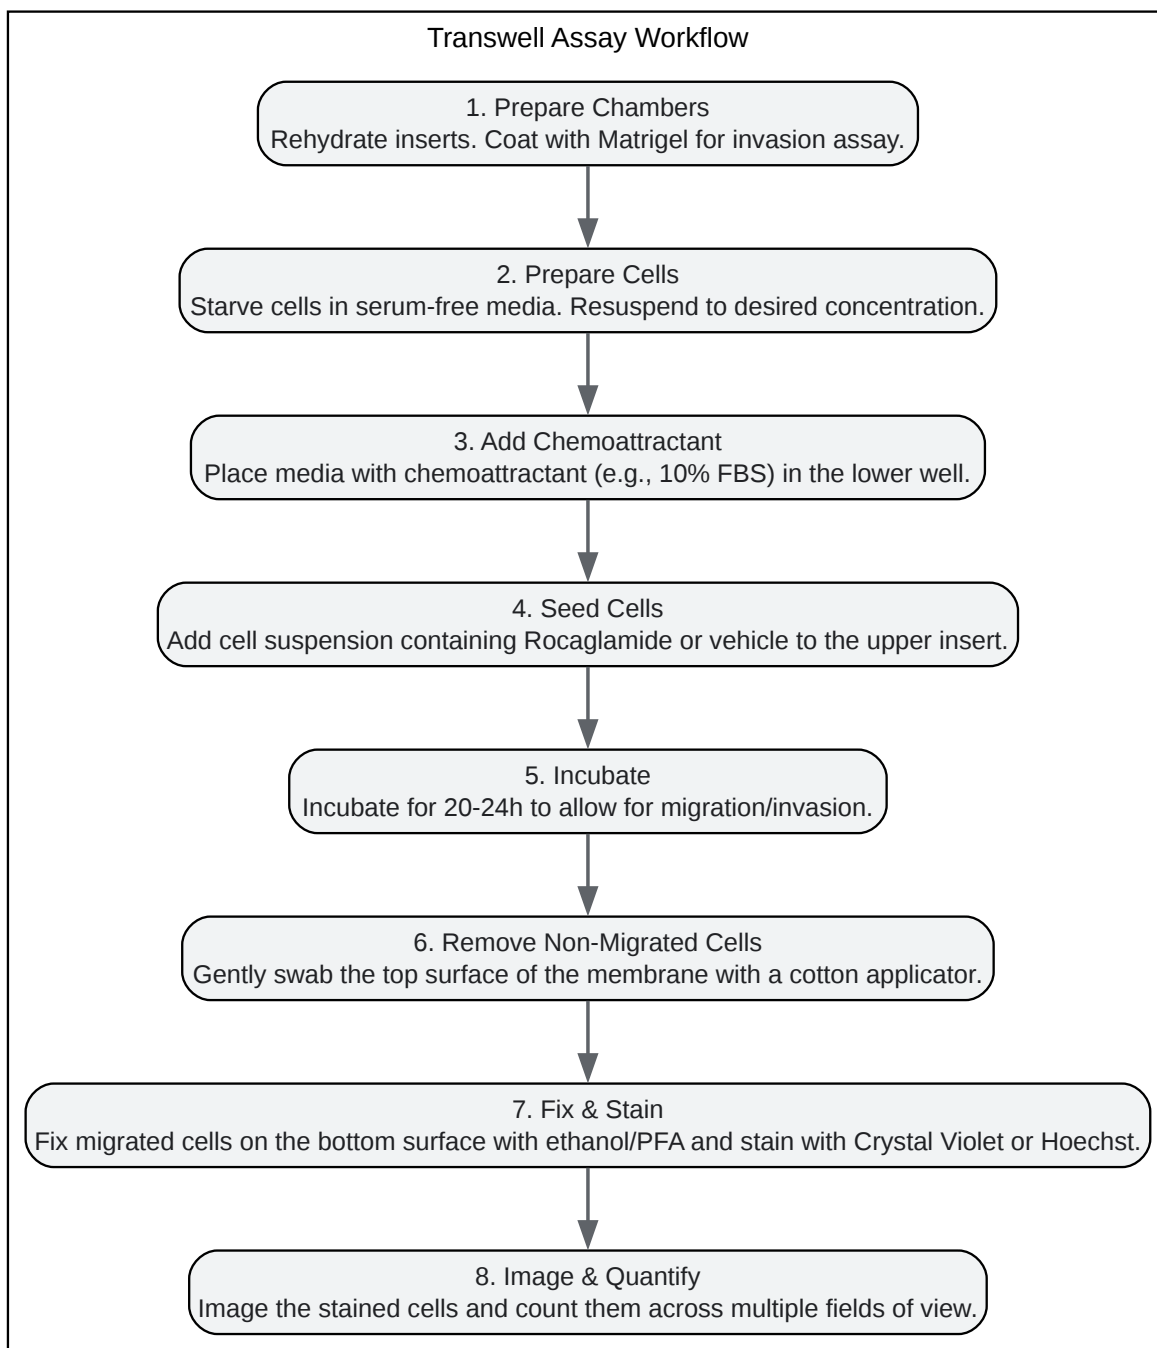 Transwell Assay Workflow
1. Prepare Chambers
Rehydrate inserts. Coat with Matrigel for invasion assay.
2. Prepare Cells
Starve cells in serum-free media. Resuspend to desired concentration.
3. Add Chemoattractant
Place media with chemoattractant (e.g., 10% FBS) in the lower well.
4. Seed Cells
Add cell suspension containing Rocaglamide or vehicle to the upper insert.
5. Incubate
Incubate for 20-24h to allow for migration/invasion.
6. Remove Non-Migrated Cells
Gently swab the top surface of the membrane with a cotton applicator.
7. Fix & Stain
Fix migrated cells on the bottom surface with ethanol/PFA and stain with Crystal Violet or Hoechst.
8. Image & Quantify
Image the stained cells and count them across multiple fields of view.